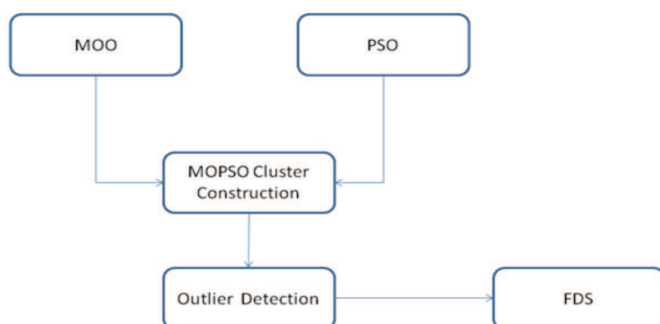 MOO
PSO
MOPSO Cluster
Construction
Outlier Detection
FDS